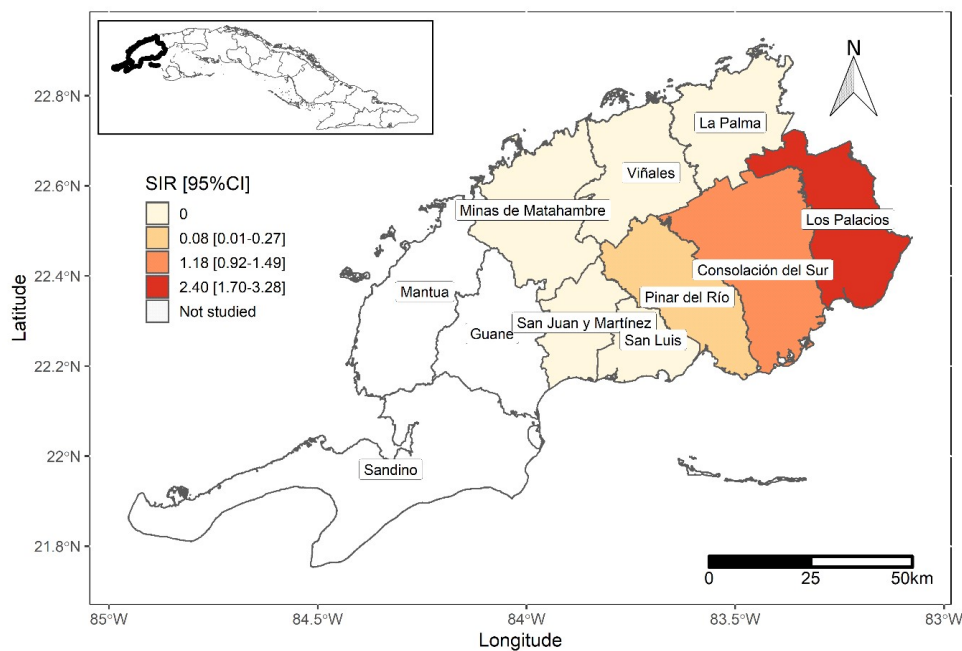 N
22.8°N
22.6°N
22.4°N
22.2°N
22°N
21.8°N
Latitude
SIR [95%CI]
0
0.08 [0.01-0.27]
1.18 [0.92-1.49]
2.40 [1.70-3.28]
Not studied
La Palma
Viñales
Minas de Matahambre
Los Palacios
Consolación del Sur
Mantua
Pinar del Río
Guane
San Juan y Martínez
San Luis
Sandino
0 25 50km
85°W 84.5°W 84°W 83.5°W 83°W
Longitude